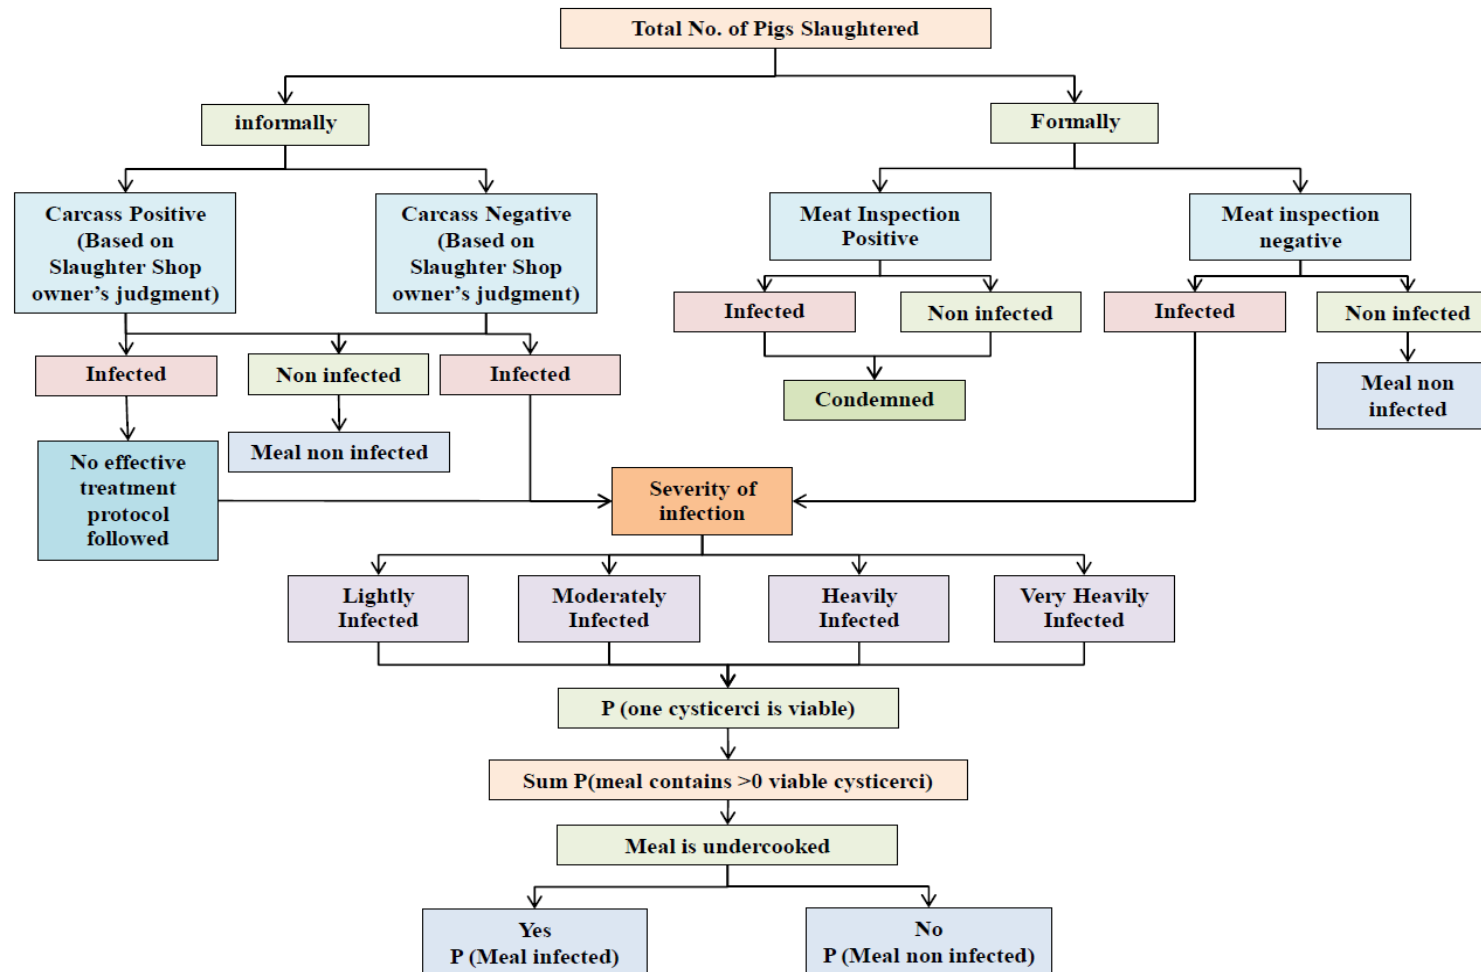 Total No. of Pigs Slaughtered
informally
Formally
Carcass Positive
(Based on
Slaughter Shop
owner's judgment)
Carcass Negative
(Based on
Slaughter Shop
owner's judgment)
Meat Inspection
Positive
Meat inspection
negative
Infected
Non infected
Infected
Non infected
Infected
Non infected
Infected
Condemned
Meal non
infected
No effective
treatment
protocol
followed
Meal non infected
Severity of
infection
Lightly
Infected
Moderately
Infected
Heavily
Infected
Very Heavily
Infected
P (one cysticerci is viable)
Sum P(meal contains >0 viable cysticerci)
Meal is undercooked
Yes
P (Meal infected)
No
P (Meal non infected)